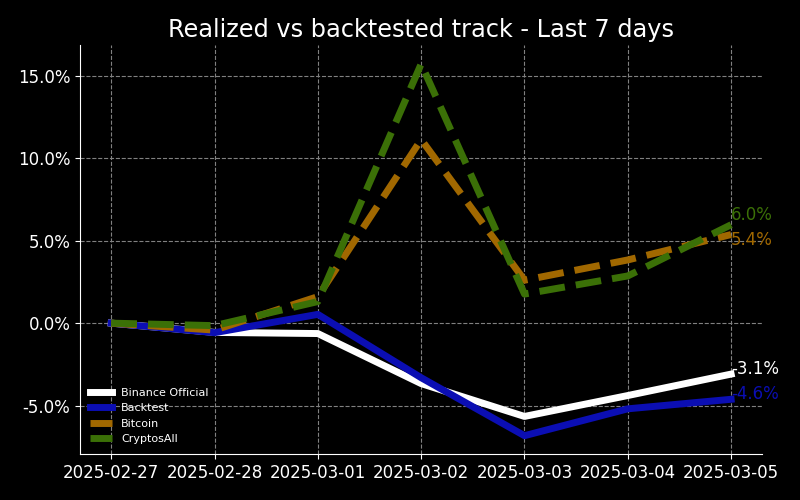 Realized vs backtested track - Last 7 days
15.0%
10.0%
5.0%
0.0%
-5.0%
6.0%
5.4%
-3.1%
-4.6%
Binance Official
Backtest
Bitcoin
CryptosAll
2025-02-27 2025-02-28 2025-03-01 2025-03-02 2025-03-03 2025-03-04 2025-03-05